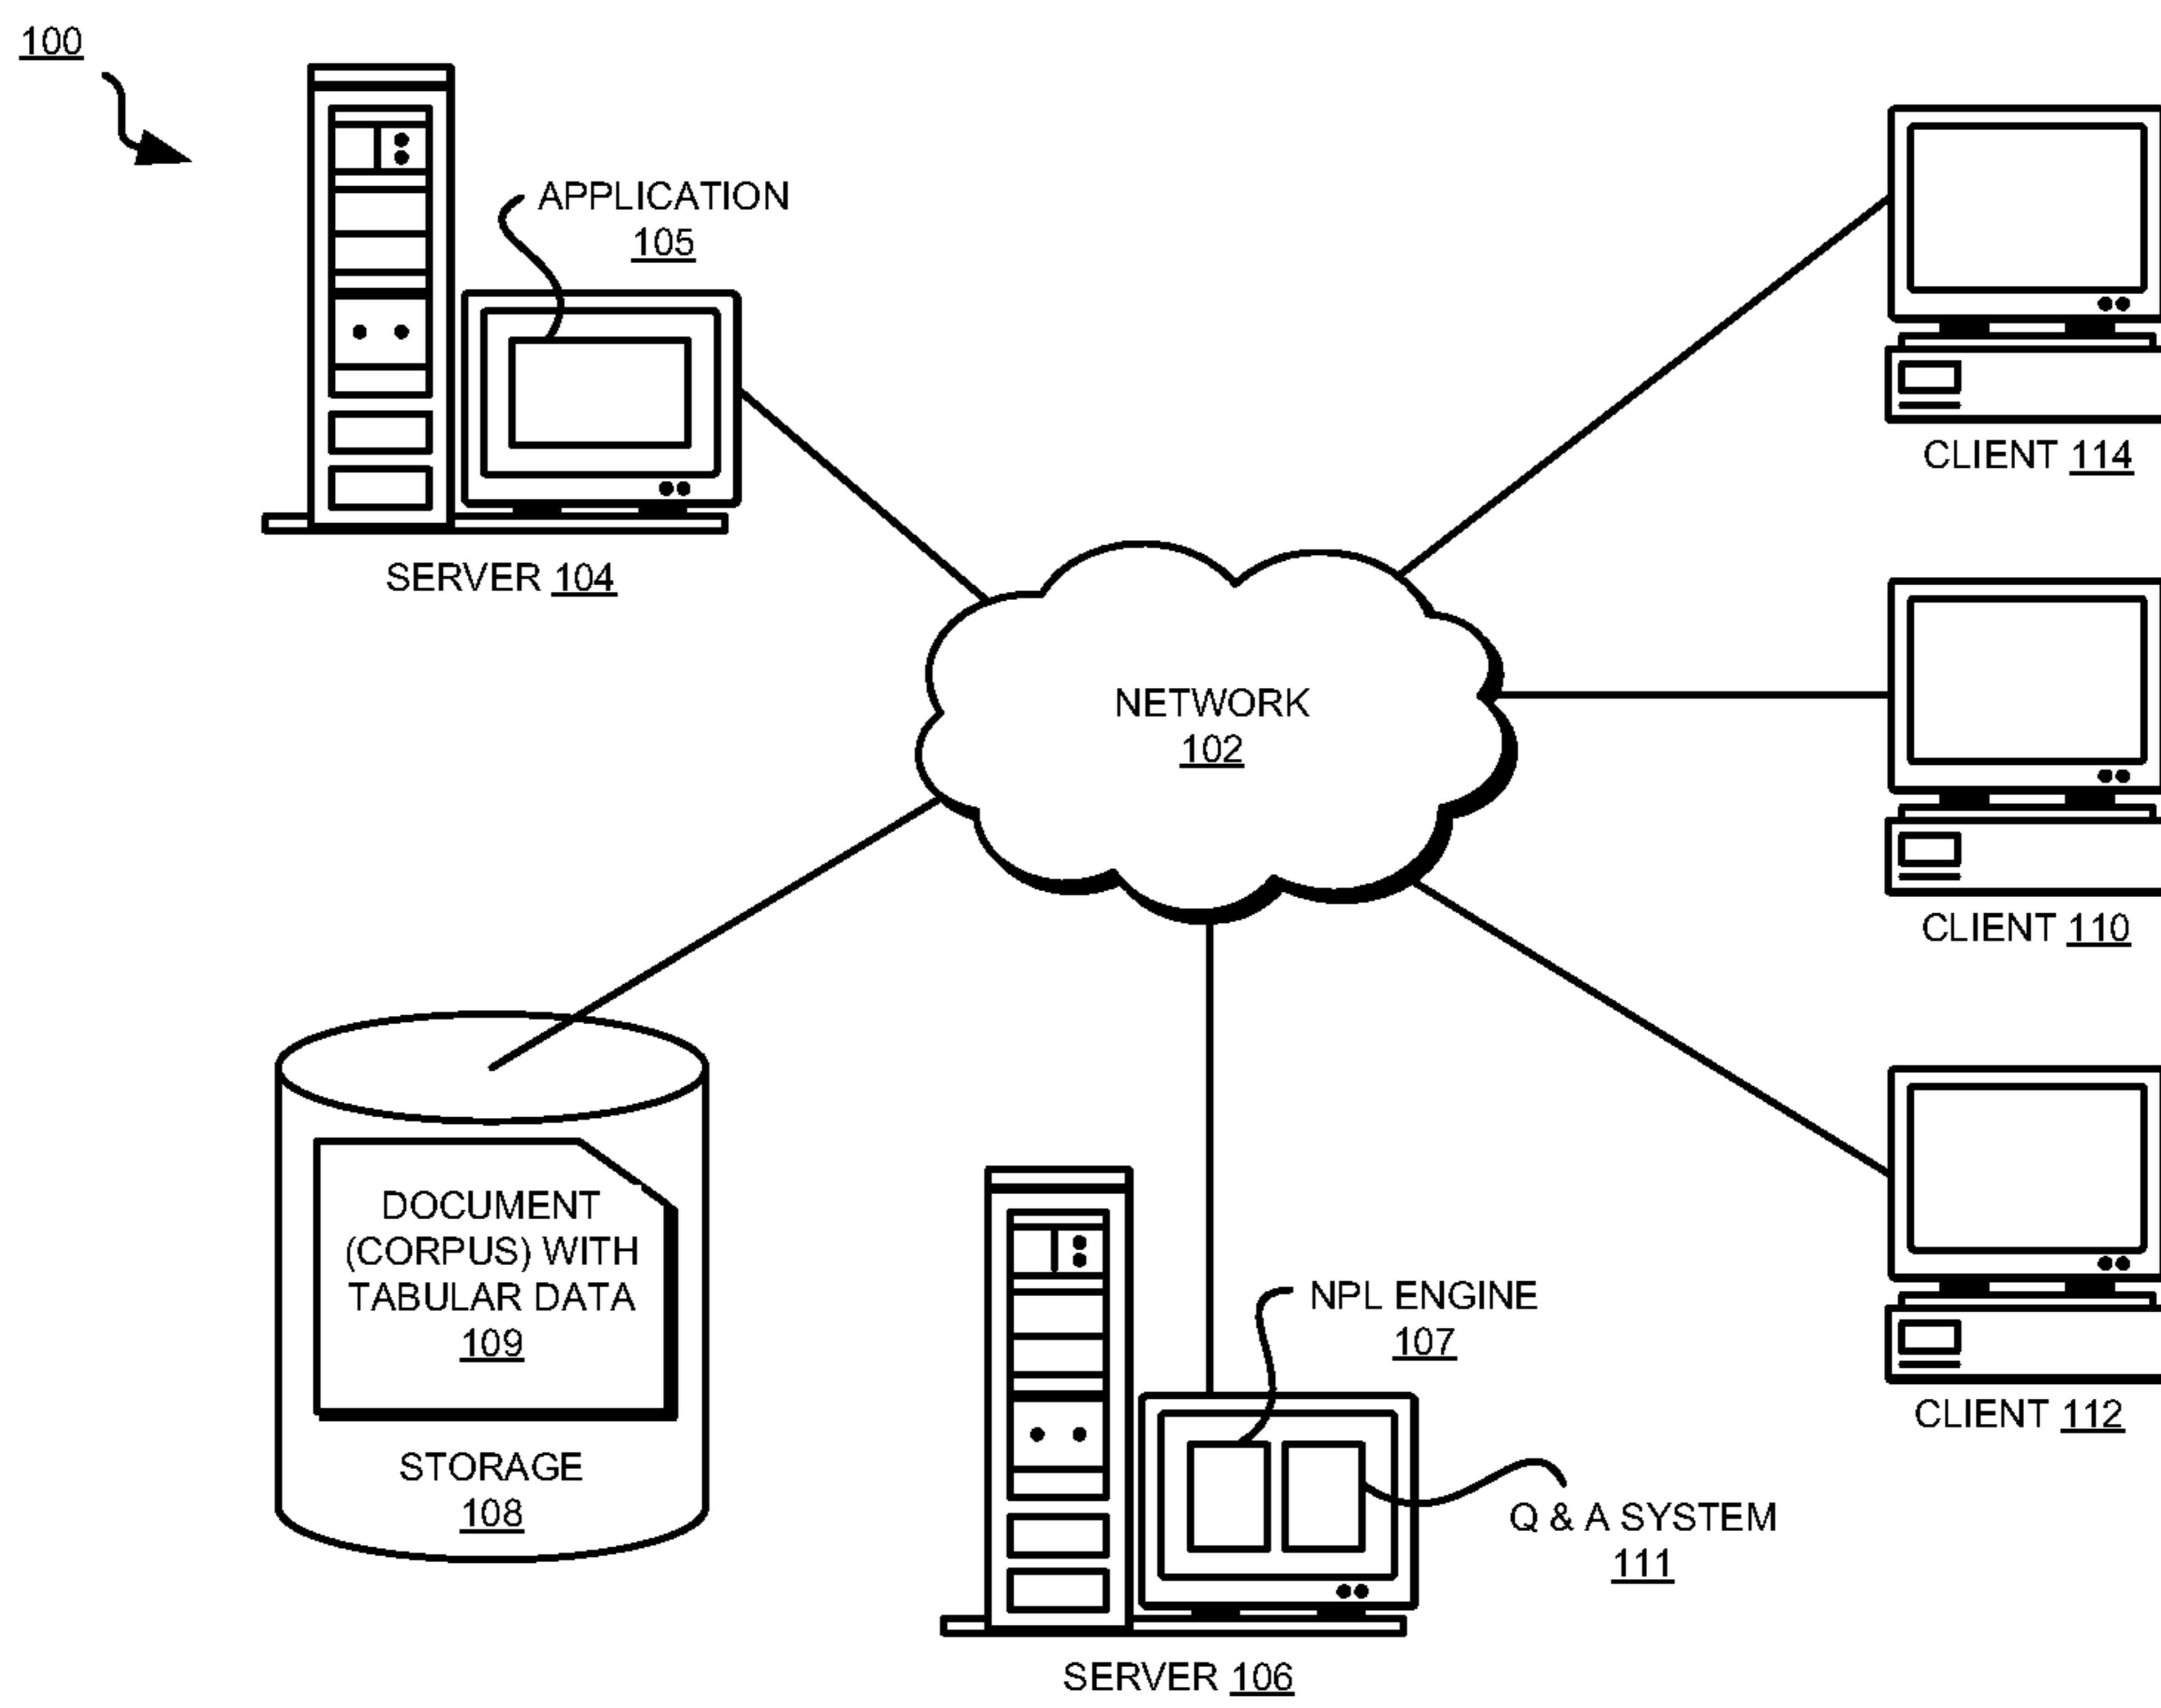 100
APPLICATION
105
SERVER 104
CLIENT 114
NETWORK
102
CLIENT 110
DOCUMENT
(CORPUS) WITH
TABULAR DATA
109
STORAGE
108
NPL ENGINE
107
Q & A SYSTEM
111
SERVER 106
CLIENT 112